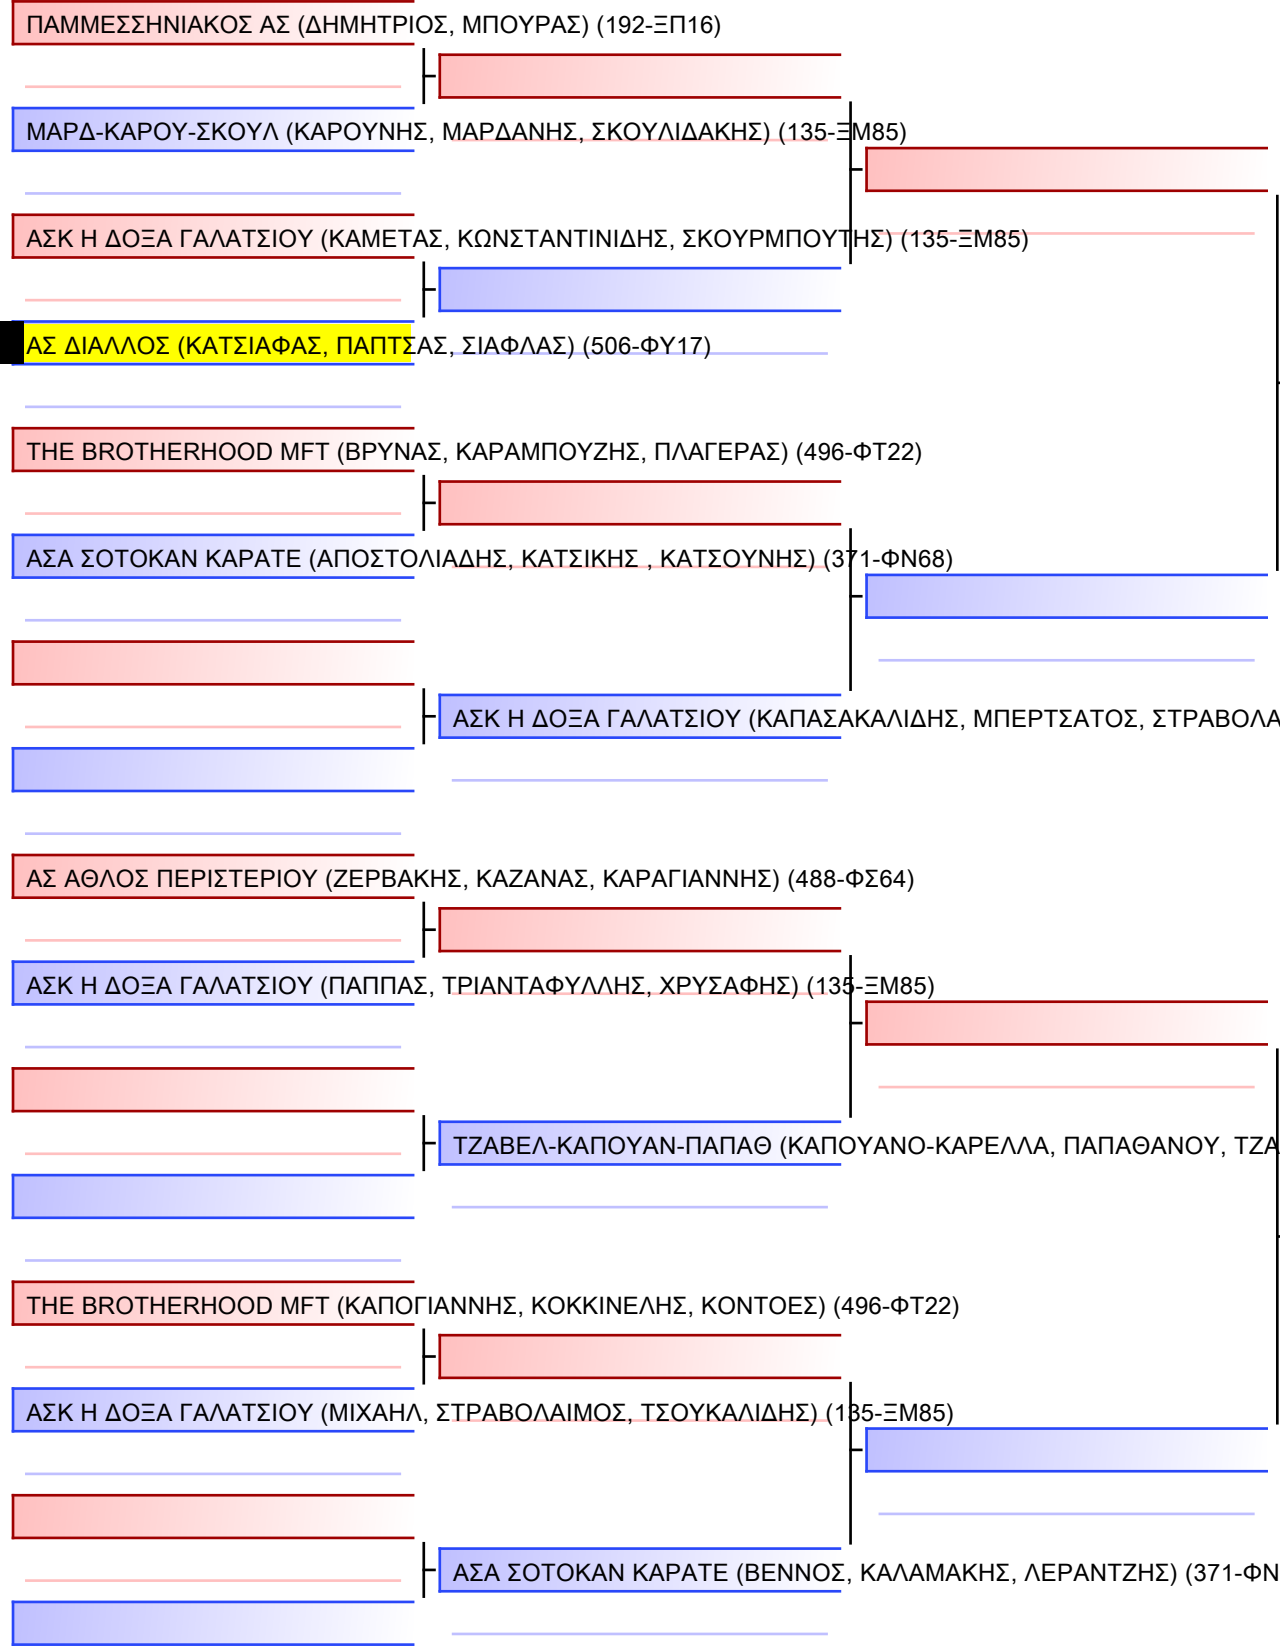 ΠΑΜΜΕΣΣΗΝΙΑΚΟΣ ΑΣ (ΔΗΜΗΤΡΙΟΣ, ΜΠΟΥΡΑΣ) (192-ΞΠ16)
ΜΑΡΔ-ΚΑΡΟΥ-ΣΚΟΥΛ (ΚΑΡΟΥΝΗΣ, ΜΑΡΔΑΝΗΣ, ΣΚΟΥΛΙΔΑΚΗΣ) (135-ΞΜ85)
ΑΣΚ Η ΔΟΞΑ ΓΑΛΑΤΣΙΟΥ (ΚΑΜΕΤΑΣ, ΚΩΝΣΤΑΝΤΙΝΙΔΗΣ, ΣΚΟΥΡΜΠΟΥΤΗΣ) (135-ΞΜ85)
ΑΣ ΔΙΑΛΛΟΣ (ΚΑΤΣΙΑΦΑΣ, ΠΑΠΤΣΑΣ, ΣΙΑΦΛΑΣ) (506-ΦΥ17)
THE BROTHERHOOD MFT (ΒΡΥΝΑΣ, ΚΑΡΑΜΠΟΥΖΗΣ, ΠΛΑΓΕΡΑΣ) (496-ΦΤ22)
ΑΣΑ ΣΟΤΟΚΑΝ ΚΑΡΑΤΕ (ΑΠΟΣΤΟΛΙΑΔΗΣ, ΚΑΤΣΙΚΗΣ , ΚΑΤΣΟΥΝΗΣ) (371-ΦΝ68)
ΑΣΚ Η ΔΟΞΑ ΓΑΛΑΤΣΙΟΥ (ΚΑΠΑΣΑΚΑΛΙΔΗΣ, ΜΠΕΡΤΣΑΤΟΣ, ΣΤΡΑΒΟΛΑ
ΑΣ ΑΘΛΟΣ ΠΕΡΙΣΤΕΡΙΟΥ (ΖΕΡΒΑΚΗΣ, ΚΑΖΑΝΑΣ, ΚΑΡΑΓΙΑΝΝΗΣ) (488-ΦΣ64)
ΑΣΚ Η ΔΟΞΑ ΓΑΛΑΤΣΙΟΥ (ΠΑΠΠΑΣ, ΤΡΙΑΝΤΑΦΥΛΛΗΣ, ΧΡΥΣΑΦΗΣ) (135-ΞΜ85)
ΤΖΑΒΕΛ-ΚΑΠΟΥΑΝ-ΠΑΠΑΘ (ΚΑΠΟΥΑΝΟ-ΚΑΡΕΛΛΑ, ΠΑΠΑΘΑΝΟΥ, ΤΖΑ
THE BROTHERHOOD MFT (ΚΑΠΟΓΙΑΝΝΗΣ, ΚΟΚΚΙΝΕΛΗΣ, ΚΟΝΤΟΕΣ) (496-ΦΤ22)
ΑΣΚ Η ΔΟΞΑ ΓΑΛΑΤΣΙΟΥ (ΜΙΧΑΗΛ, ΣΤΡΑΒΟΛΑΙΜΟΣ, ΤΣΟΥΚΑΛΙΔΗΣ) (135-ΞΜ85)
ΑΣΑ ΣΟΤΟΚΑΝ ΚΑΡΑΤΕ (ΒΕΝΝΟΣ, ΚΑΛΑΜΑΚΗΣ, ΛΕΡΑΝΤΖΗΣ) (371-ΦΝ